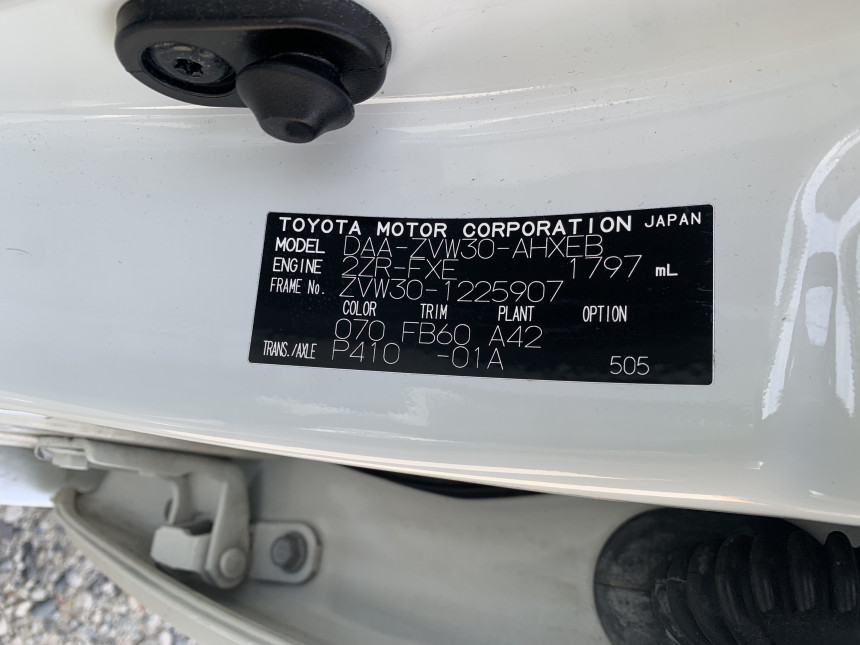 TOYOTA MOTOR CORPORATION JAPAN
MODEL DAA-ZVW30-AHXEB
ENGINE 2ZR-FXE 1797 mL
FRAME No. ZVW30-1225907
COLOR TRIM PLANT OPTION
070 FB60 A42
TRANS./AXLE P410 -01A 505